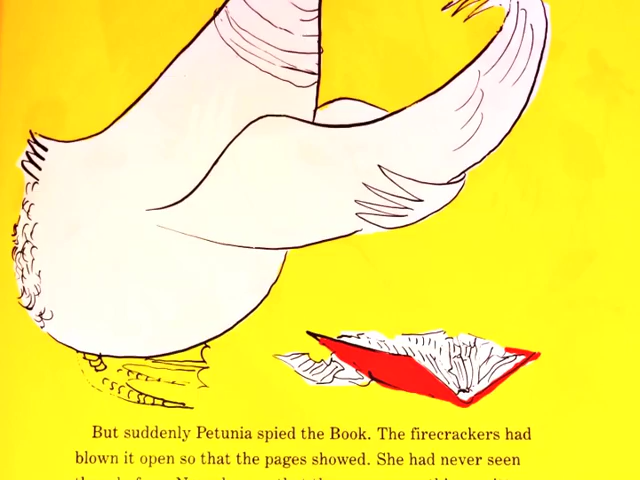 But suddenly Petunia spied the Book. The firecrackers had
blown it open so that the pages showed. She had never seen